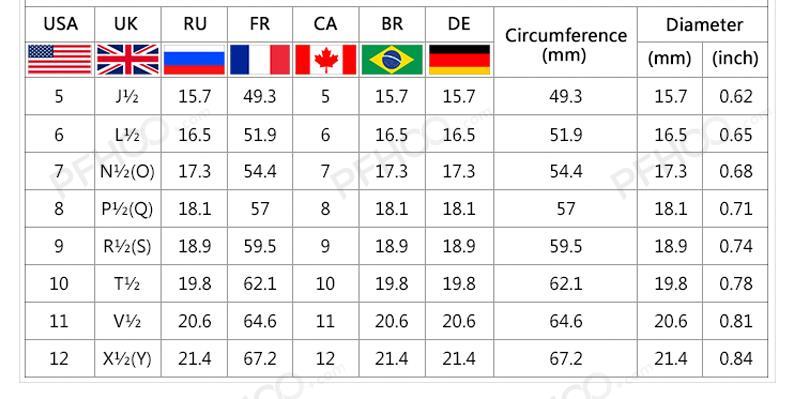 USA UK RU FR CA BR DE Circumference (mm) Diameter
(mm) (inch)
5 J½ 15.7 49.3 5 15.7 15.7 49.3 15.7 0.62
6 L½ 16.5 51.9 6 16.5 16.5 51.9 16.5 0.65
7 N½(O) 17.3 54.4 7 17.3 17.3 54.4 17.3 0.68
8 P½(Q) 18.1 57 8 18.1 18.1 57 18.1 0.71
9 R½(S) 18.9 59.5 9 18.9 18.9 59.5 18.9 0.74
10 T½ 19.8 62.1 10 19.8 19.8 62.1 19.8 0.78
11 V½ 20.6 64.6 11 20.6 20.6 64.6 20.6 0.81
12 X½(Y) 21.4 67.2 12 21.4 21.4 67.2 21.4 0.84
PFHOO.com
PFHOO.com
PFHOO.com
PFHOO.com